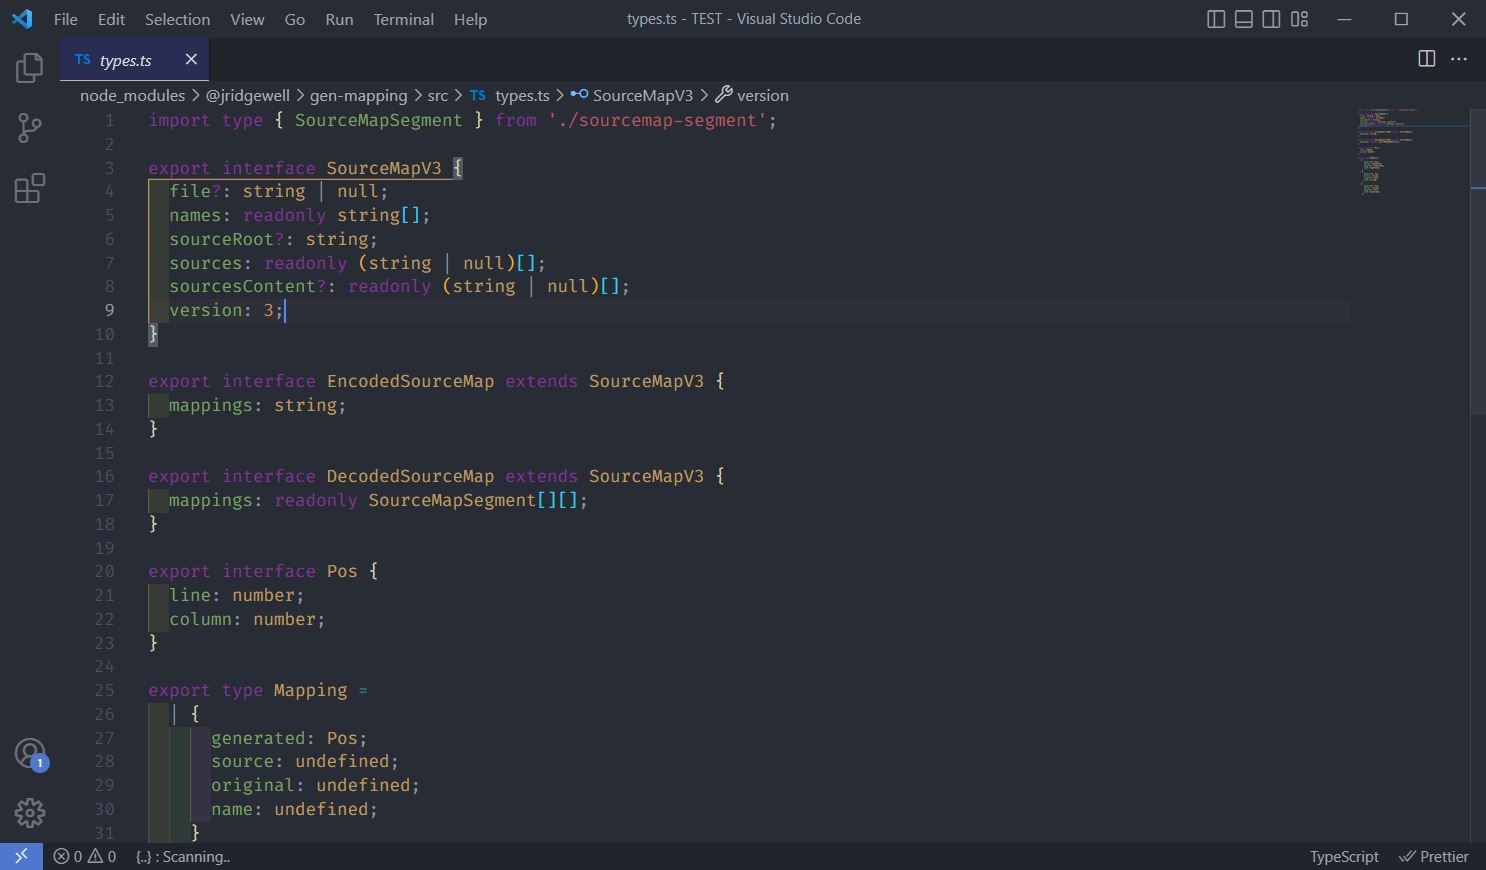 File Edit Selection View Go Run Terminal Help types.ts - TEST - Visual Studio Code
TS types.ts
node_modules > @jridgewell > gen-mapping > src > TS types.ts > SourceMapV3 > version
1 import type { SourceMapSegment } from './sourcemap-segment';
2
3 export interface SourceMapV3 {
4 file?: string | null;
5 names: readonly string[];
6 sourceRoot?: string;
7 sources: readonly (string | null)[];
8 sourcesContent?: readonly (string | null)[];
9 version: 3;
10 }
11
12 export interface EncodedSourceMap extends SourceMapV3 {
13 mappings: string;
14 }
15
16 export interface DecodedSourceMap extends SourceMapV3 {
17 mappings: readonly SourceMapSegment[][];
18 }
19
20 export interface Pos {
21 line: number;
22 column: number;
23 }
24
25 export type Mapping =
26 | {
27 generated: Pos;
28 source: undefined;
29 original: undefined;
30 name: undefined;
31 }
1
0 0 {..} : Scanning.. TypeScript Prettier